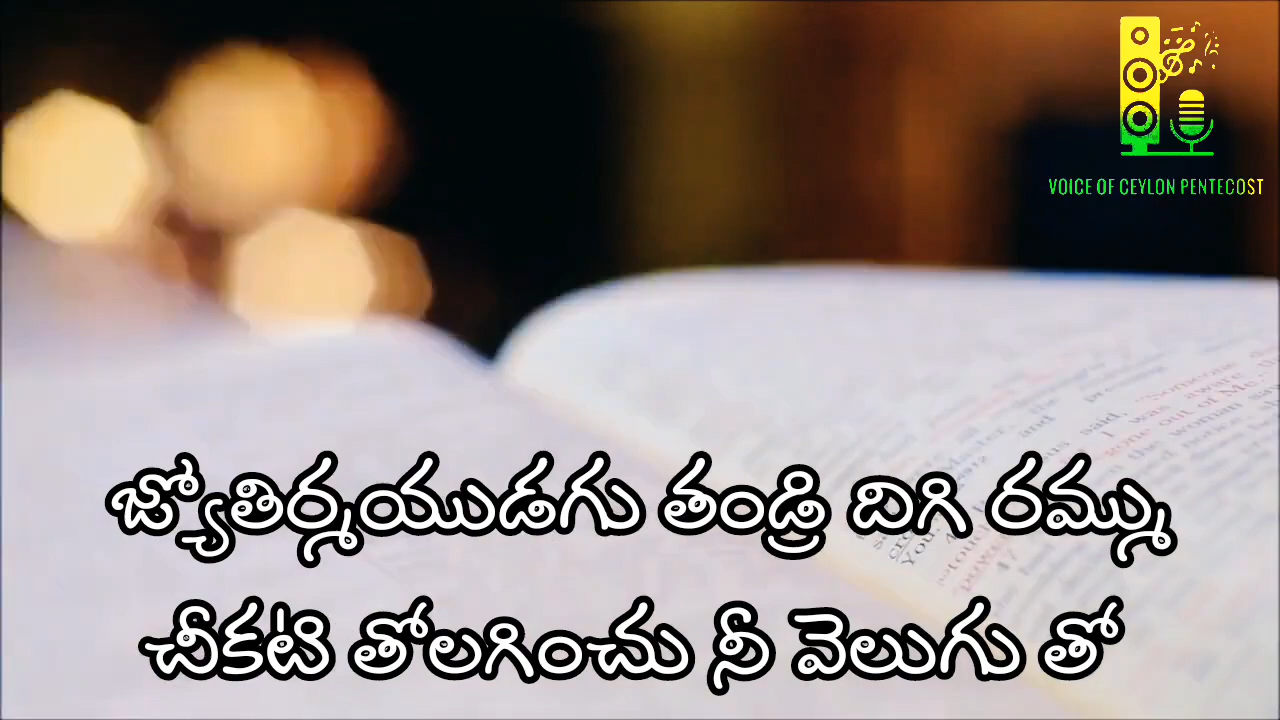 VOICE OF CEYLON PENTECOST
జ్యోతిర్మయుడగు తండ్రి దిగి రమ్ము
చీకటి తోలగించు నీ వెలుగు తో